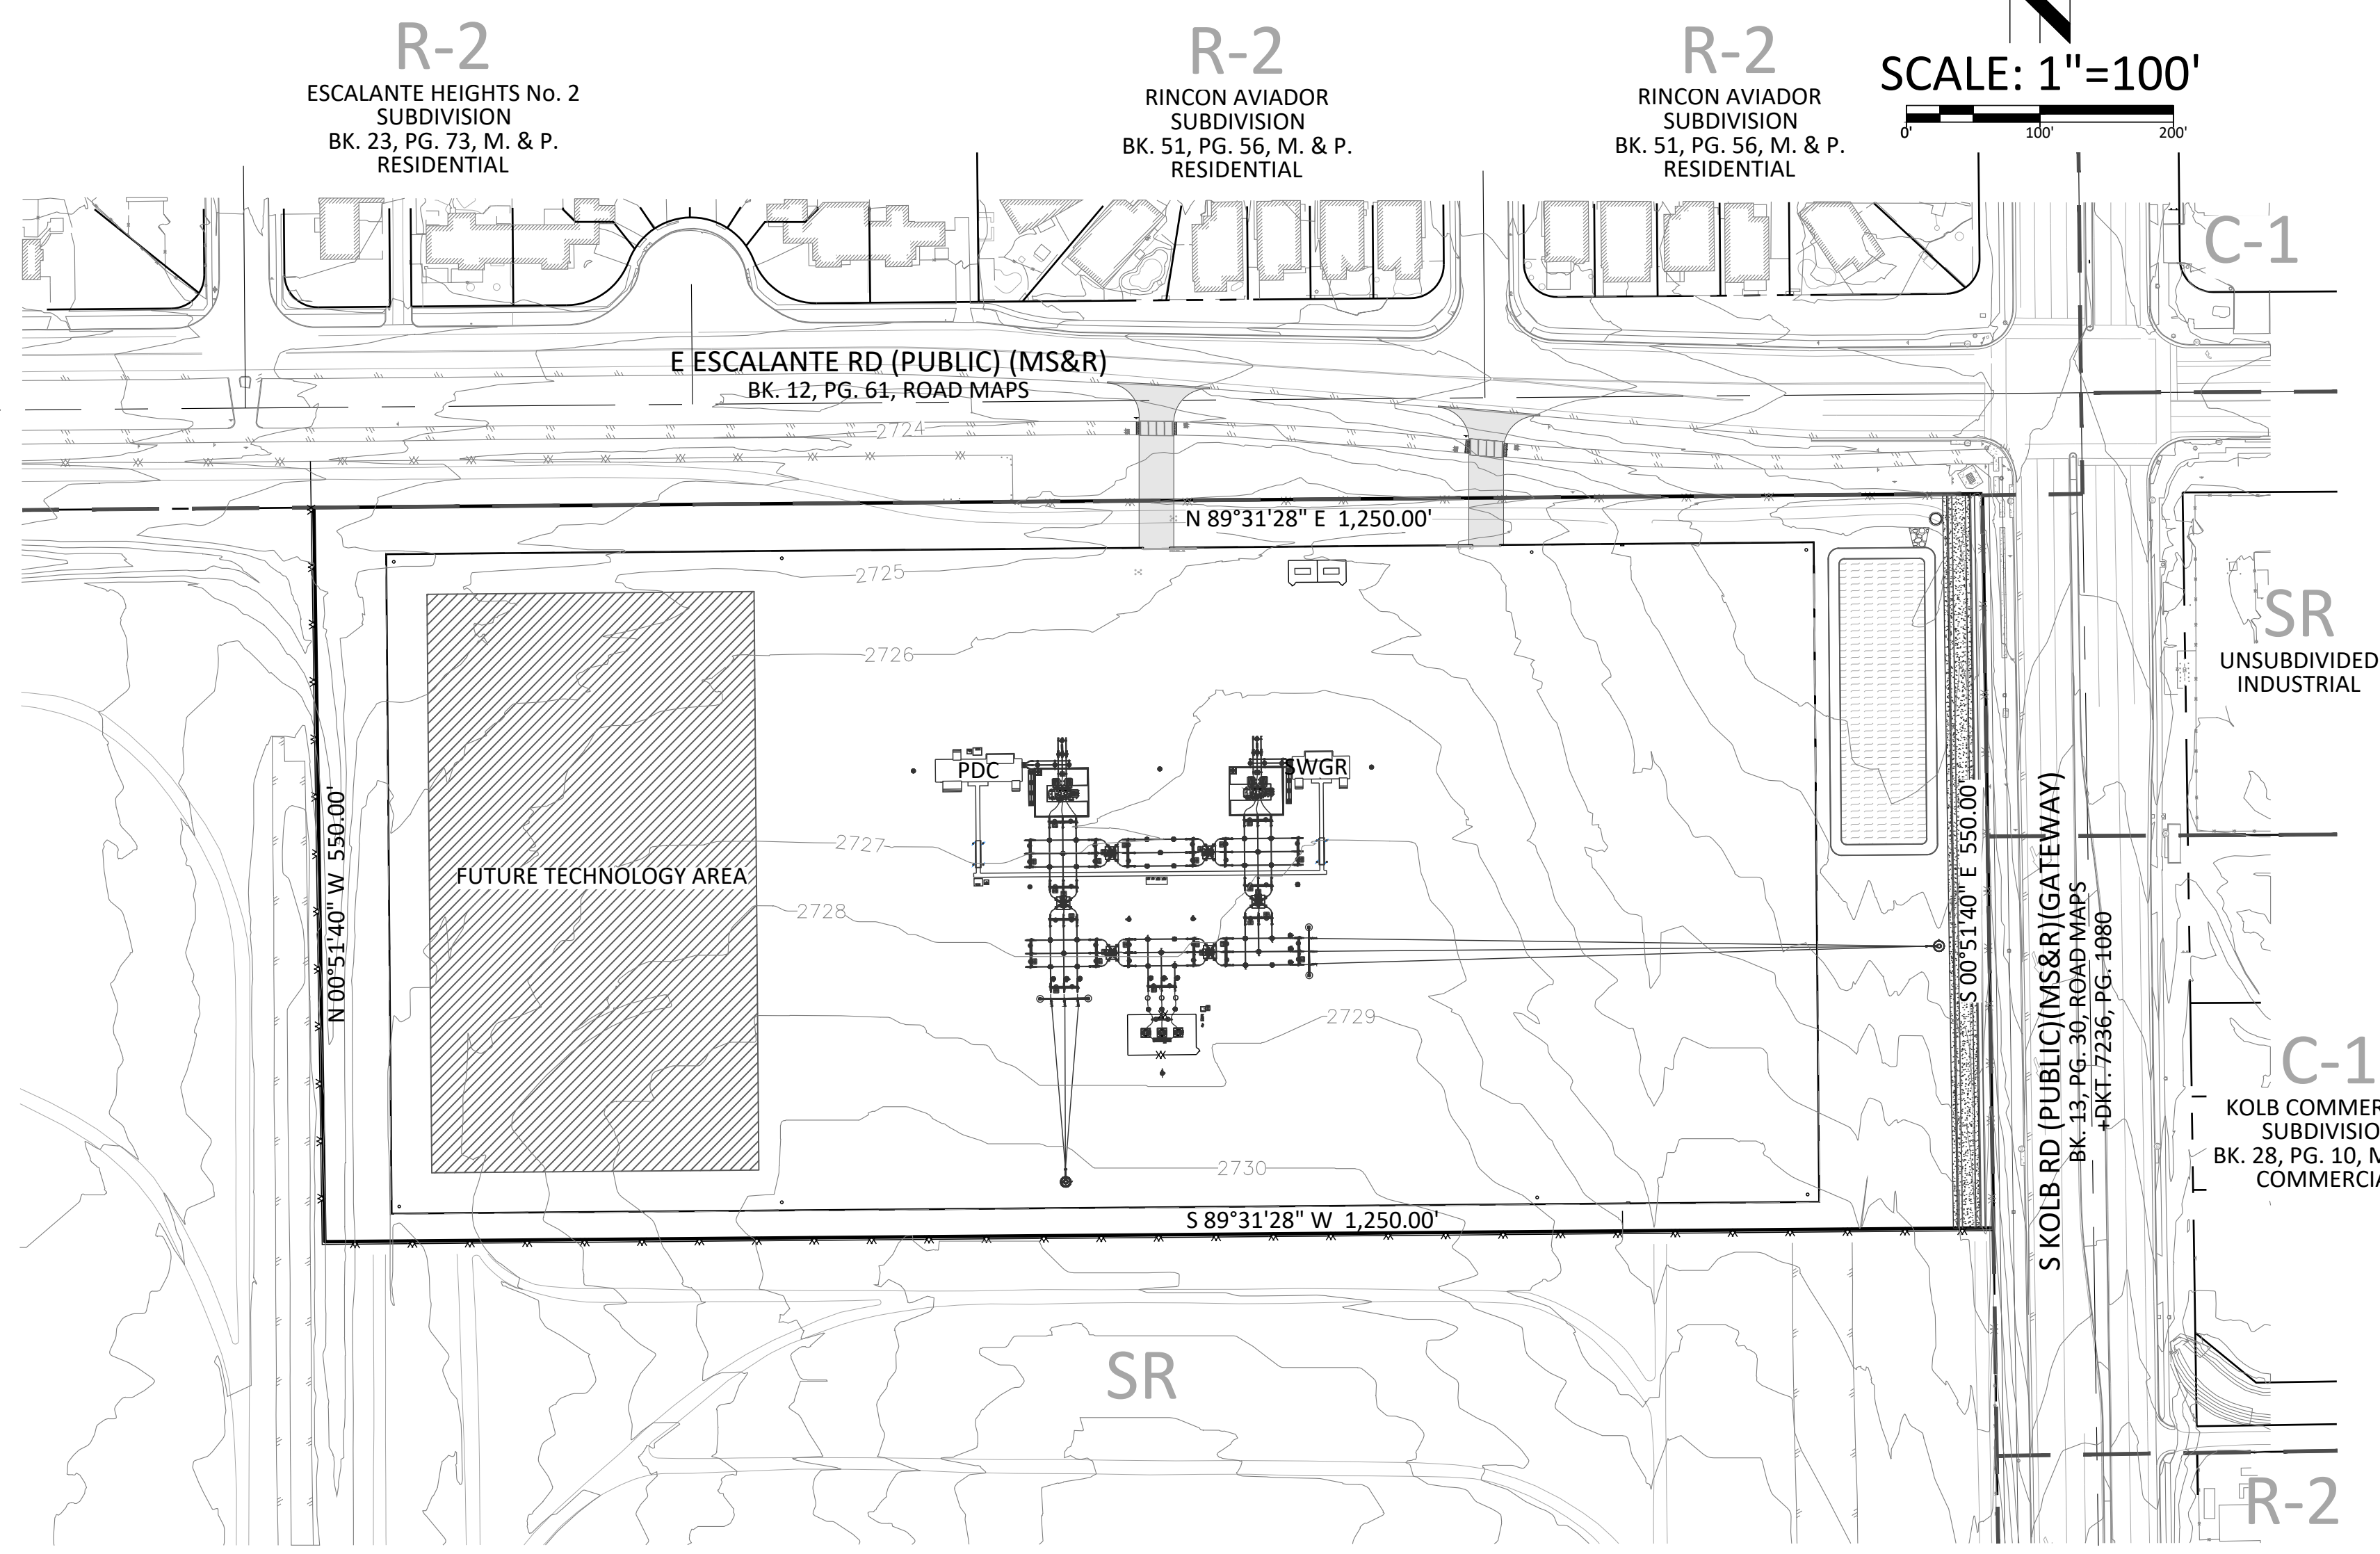 R-2
ESCALANTE HEIGHTS No. 2
SUBDIVISION
BK. 23, PG. 73, M. & P.
RESIDENTIAL
R-2
RINCON AVIADOR
SUBDIVISION
BK. 51, PG. 56, M. & P.
RESIDENTIAL
R-2
RINCON AVIADOR
SUBDIVISION
BK. 51, PG. 56, M. & P.
RESIDENTIAL
SCALE: 1"=100'
0'
100'
200'
C-1
E ESCALANTE RD (PUBLIC) (MS&R)
BK. 12, PG. 61, ROAD MAPS
2724
N 89°31'28" E 1,250.00'
2725
2726
SR
UNSUBDIVIDED
INDUSTRIAL
PDC
SWGR
2727
FUTURE TECHNOLOGY AREA
2728
N 00°51'40" W 550.00'
S 00°51'40" E 550.00'
S KOLB RD (PUBLIC)(MS&R)(GATEWAY)
BK. 13, PG. 30, ROAD MAPS
+DKT. 7236, PG. 1080
2729
C-1
KOLB COMMER
SUBDIVISIO
BK. 28, PG. 10, M
COMMERCIA
2730
S 89°31'28" W 1,250.00'
SR
R-2